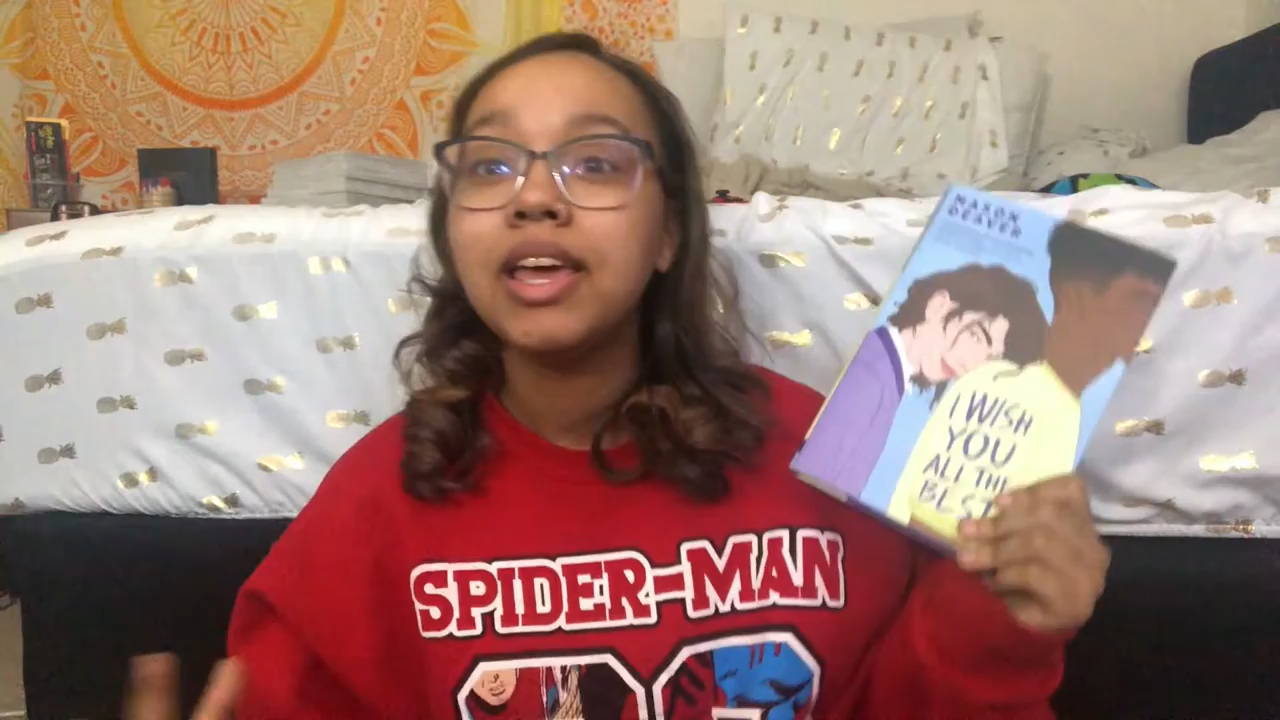 MASON
DEAVER
I WISH
YOU
ALL THE
BEST
SPIDER-MAN